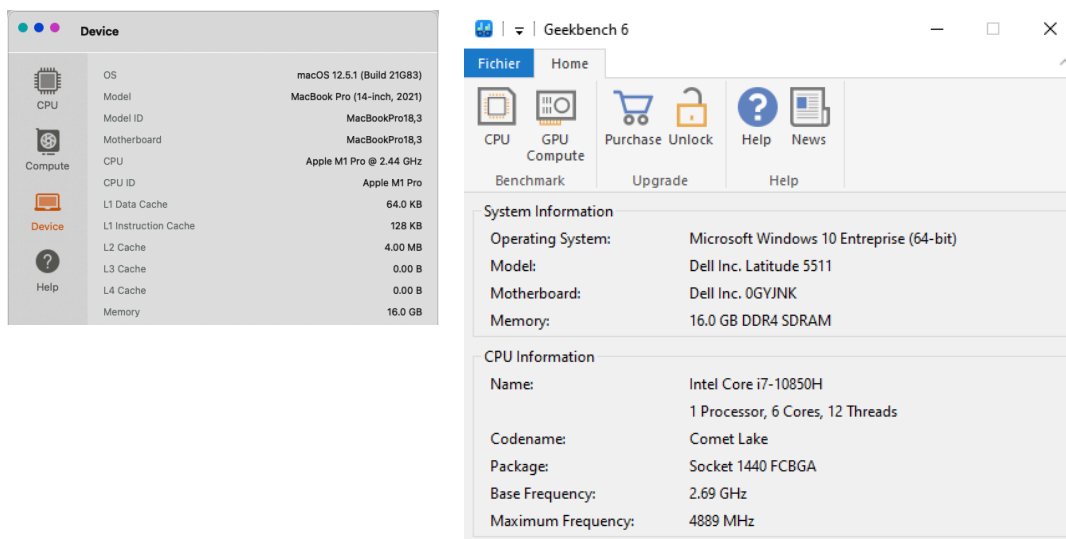 Device
CPU
Compute
Device
Help
OS macOS 12.5.1 (Build 21G83)
Model MacBook Pro (14-inch, 2021)
Model ID MacBookPro18,3
Motherboard MacBookPro18,3
CPU Apple M1 Pro @ 2.44 GHz
CPU ID Apple M1 Pro
L1 Data Cache 64.0 KB
L1 Instruction Cache 128 KB
L2 Cache 4.00 MB
L3 Cache 0.00 B
L4 Cache 0.00 B
Memory 16.0 GB
Geekbench 6
Fichier Home
CPU GPU Compute Purchase Unlock Help News
Benchmark Upgrade Help
System Information
Operating System: Microsoft Windows 10 Entreprise (64-bit)
Model: Dell Inc. Latitude 5511
Motherboard: Dell Inc. 0GYJNK
Memory: 16.0 GB DDR4 SDRAM
CPU Information
Name: Intel Core i7-10850H
1 Processor, 6 Cores, 12 Threads
Codename: Comet Lake
Package: Socket 1440 FCBGA
Base Frequency: 2.69 GHz
Maximum Frequency: 4889 MHz